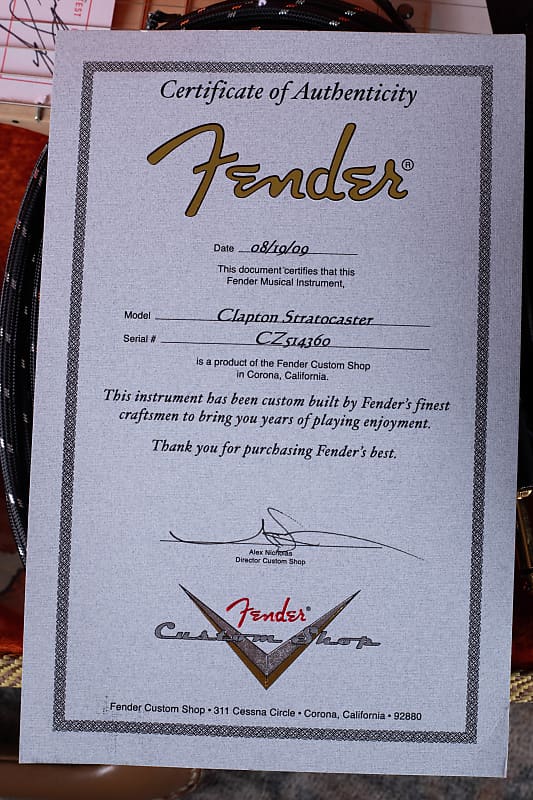 Certificate of Authenticity
Fender®
Date 08/19/09
This document certifies that this
Fender Musical Instrument,
Model Clapton Stratocaster
Serial # CZ514360
is a product of the Fender Custom Shop
in Corona, California.
This instrument has been custom built by Fender's finest
craftsmen to bring you years of playing enjoyment.
Thank you for purchasing Fender's best.
Alex Nicholas
Director Custom Shop
Fender®
Custom Shop
Fender Custom Shop • 311 Cessna Circle • Corona, California • 92880